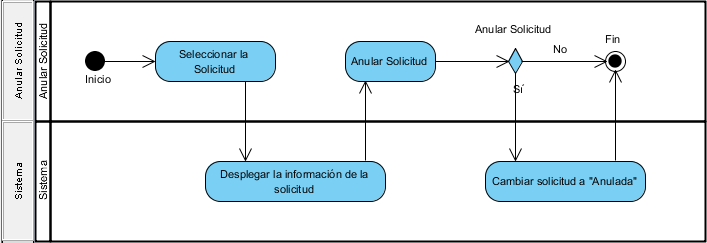 Anular Solicitud
Anular Solicitud
Inicio
Seleccionar la
Solicitud
Anular Solicitud
Anular Solicitud
No
Sí
Fin
Sistema
Sistema
Desplegar la información de la
solicitud
Cambiar solicitud a "Anulada"